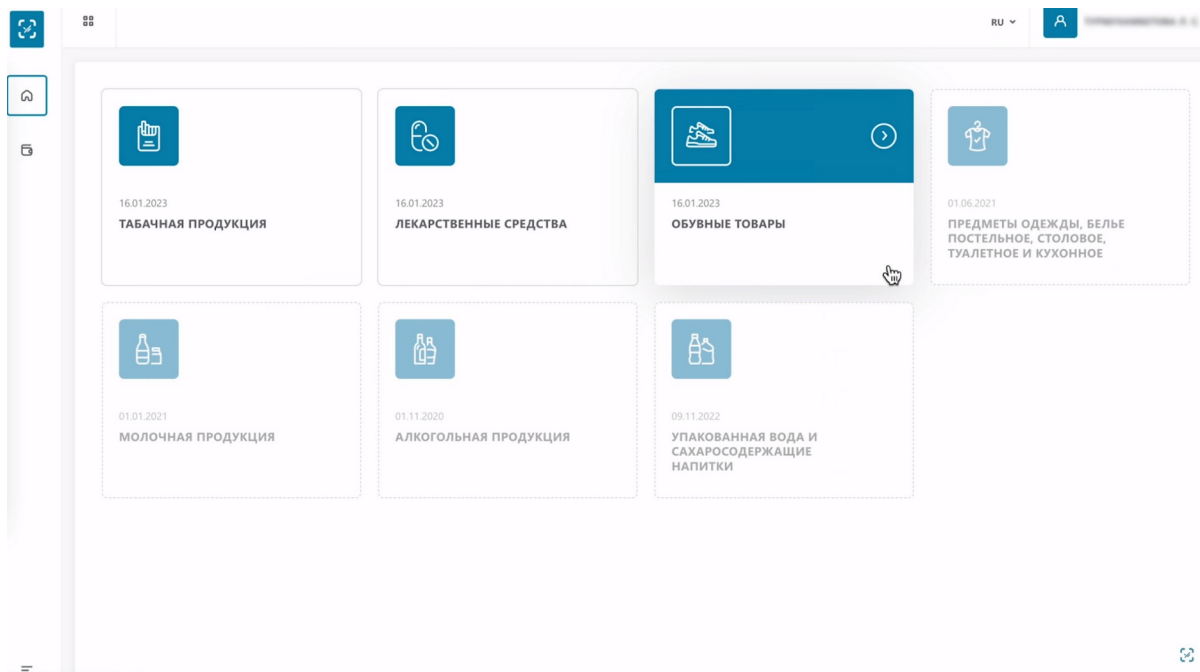 RU
16.01.2023
ТАБАЧНАЯ ПРОДУКЦИЯ
16.01.2023
ЛЕКАРСТВЕННЫЕ СРЕДСТВА
16.01.2023
ОБУВНЫЕ ТОВАРЫ
01.06.2021
ПРЕДМЕТЫ ОДЕЖДЫ, БЕЛЬЕ
ПОСТЕЛЬНОЕ, СТОЛОВОЕ,
ТУАЛЕТНОЕ И КУХОННОЕ
01.01.2021
МОЛОЧНАЯ ПРОДУКЦИЯ
01.11.2020
АЛКОГОЛЬНАЯ ПРОДУКЦИЯ
09.11.2022
УПАКОВАННАЯ ВОДА И
САХАРОСОДЕРЖАЩИЕ
НАПИТКИ